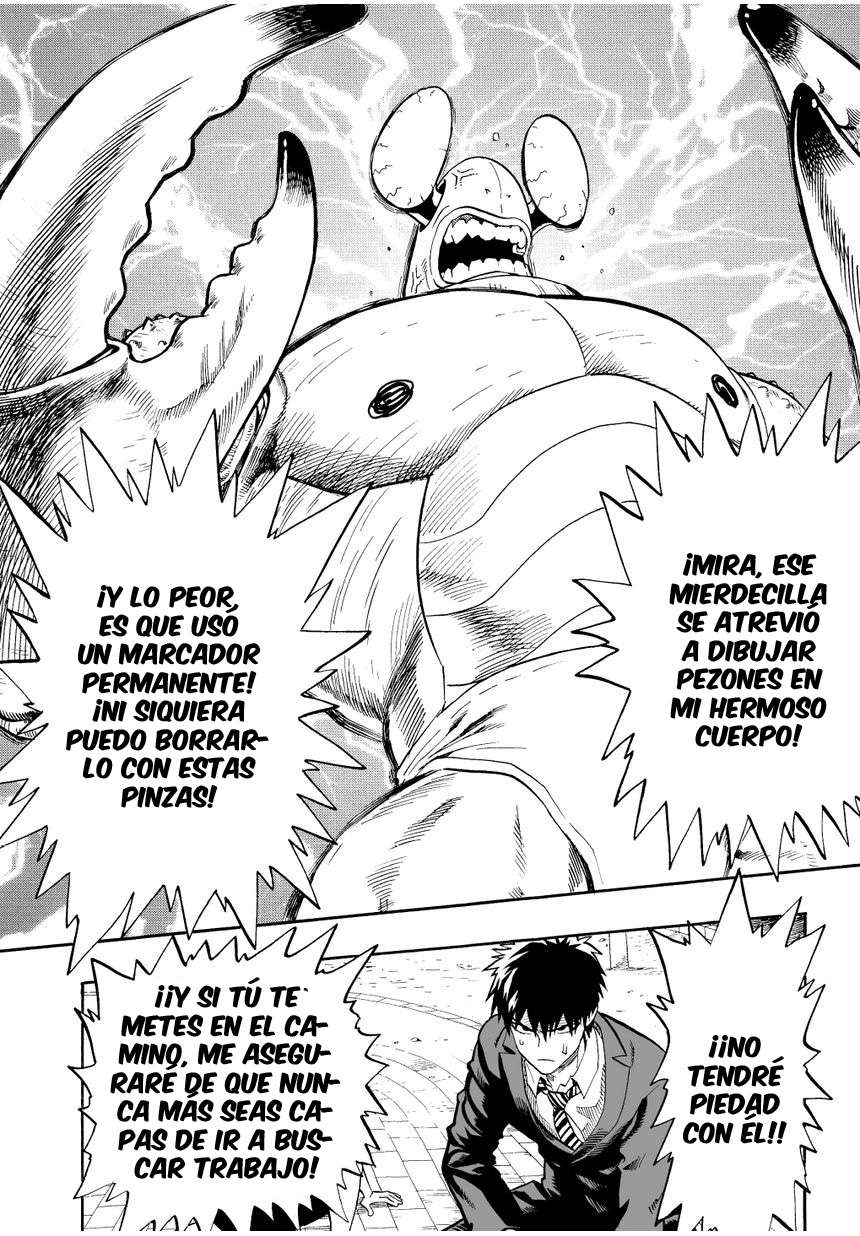 ¡MIRA, ESE
MIERDECILLA
SE ATREVIÓ
A DIBUJAR
PEZONES EN
MI HERMOSO
CUERPO!
¡Y LO PEOR,
ES QUE USÓ
UN MARCADOR
PERMANENTE!
¡NI SIQUIERA
PUEDO BORRAR-
LO CON ESTAS
PINZAS!
¡¡NO
TENDRÉ
PIEDAD
CON ÉL!!
¡¡Y SI TÚ TE
METES EN EL CA-
MINO, ME ASEGU-
RARÉ DE QUE NUN-
CA MÁS SEAS CA-
PAS DE IR A BUS-
CAR TRABAJO!